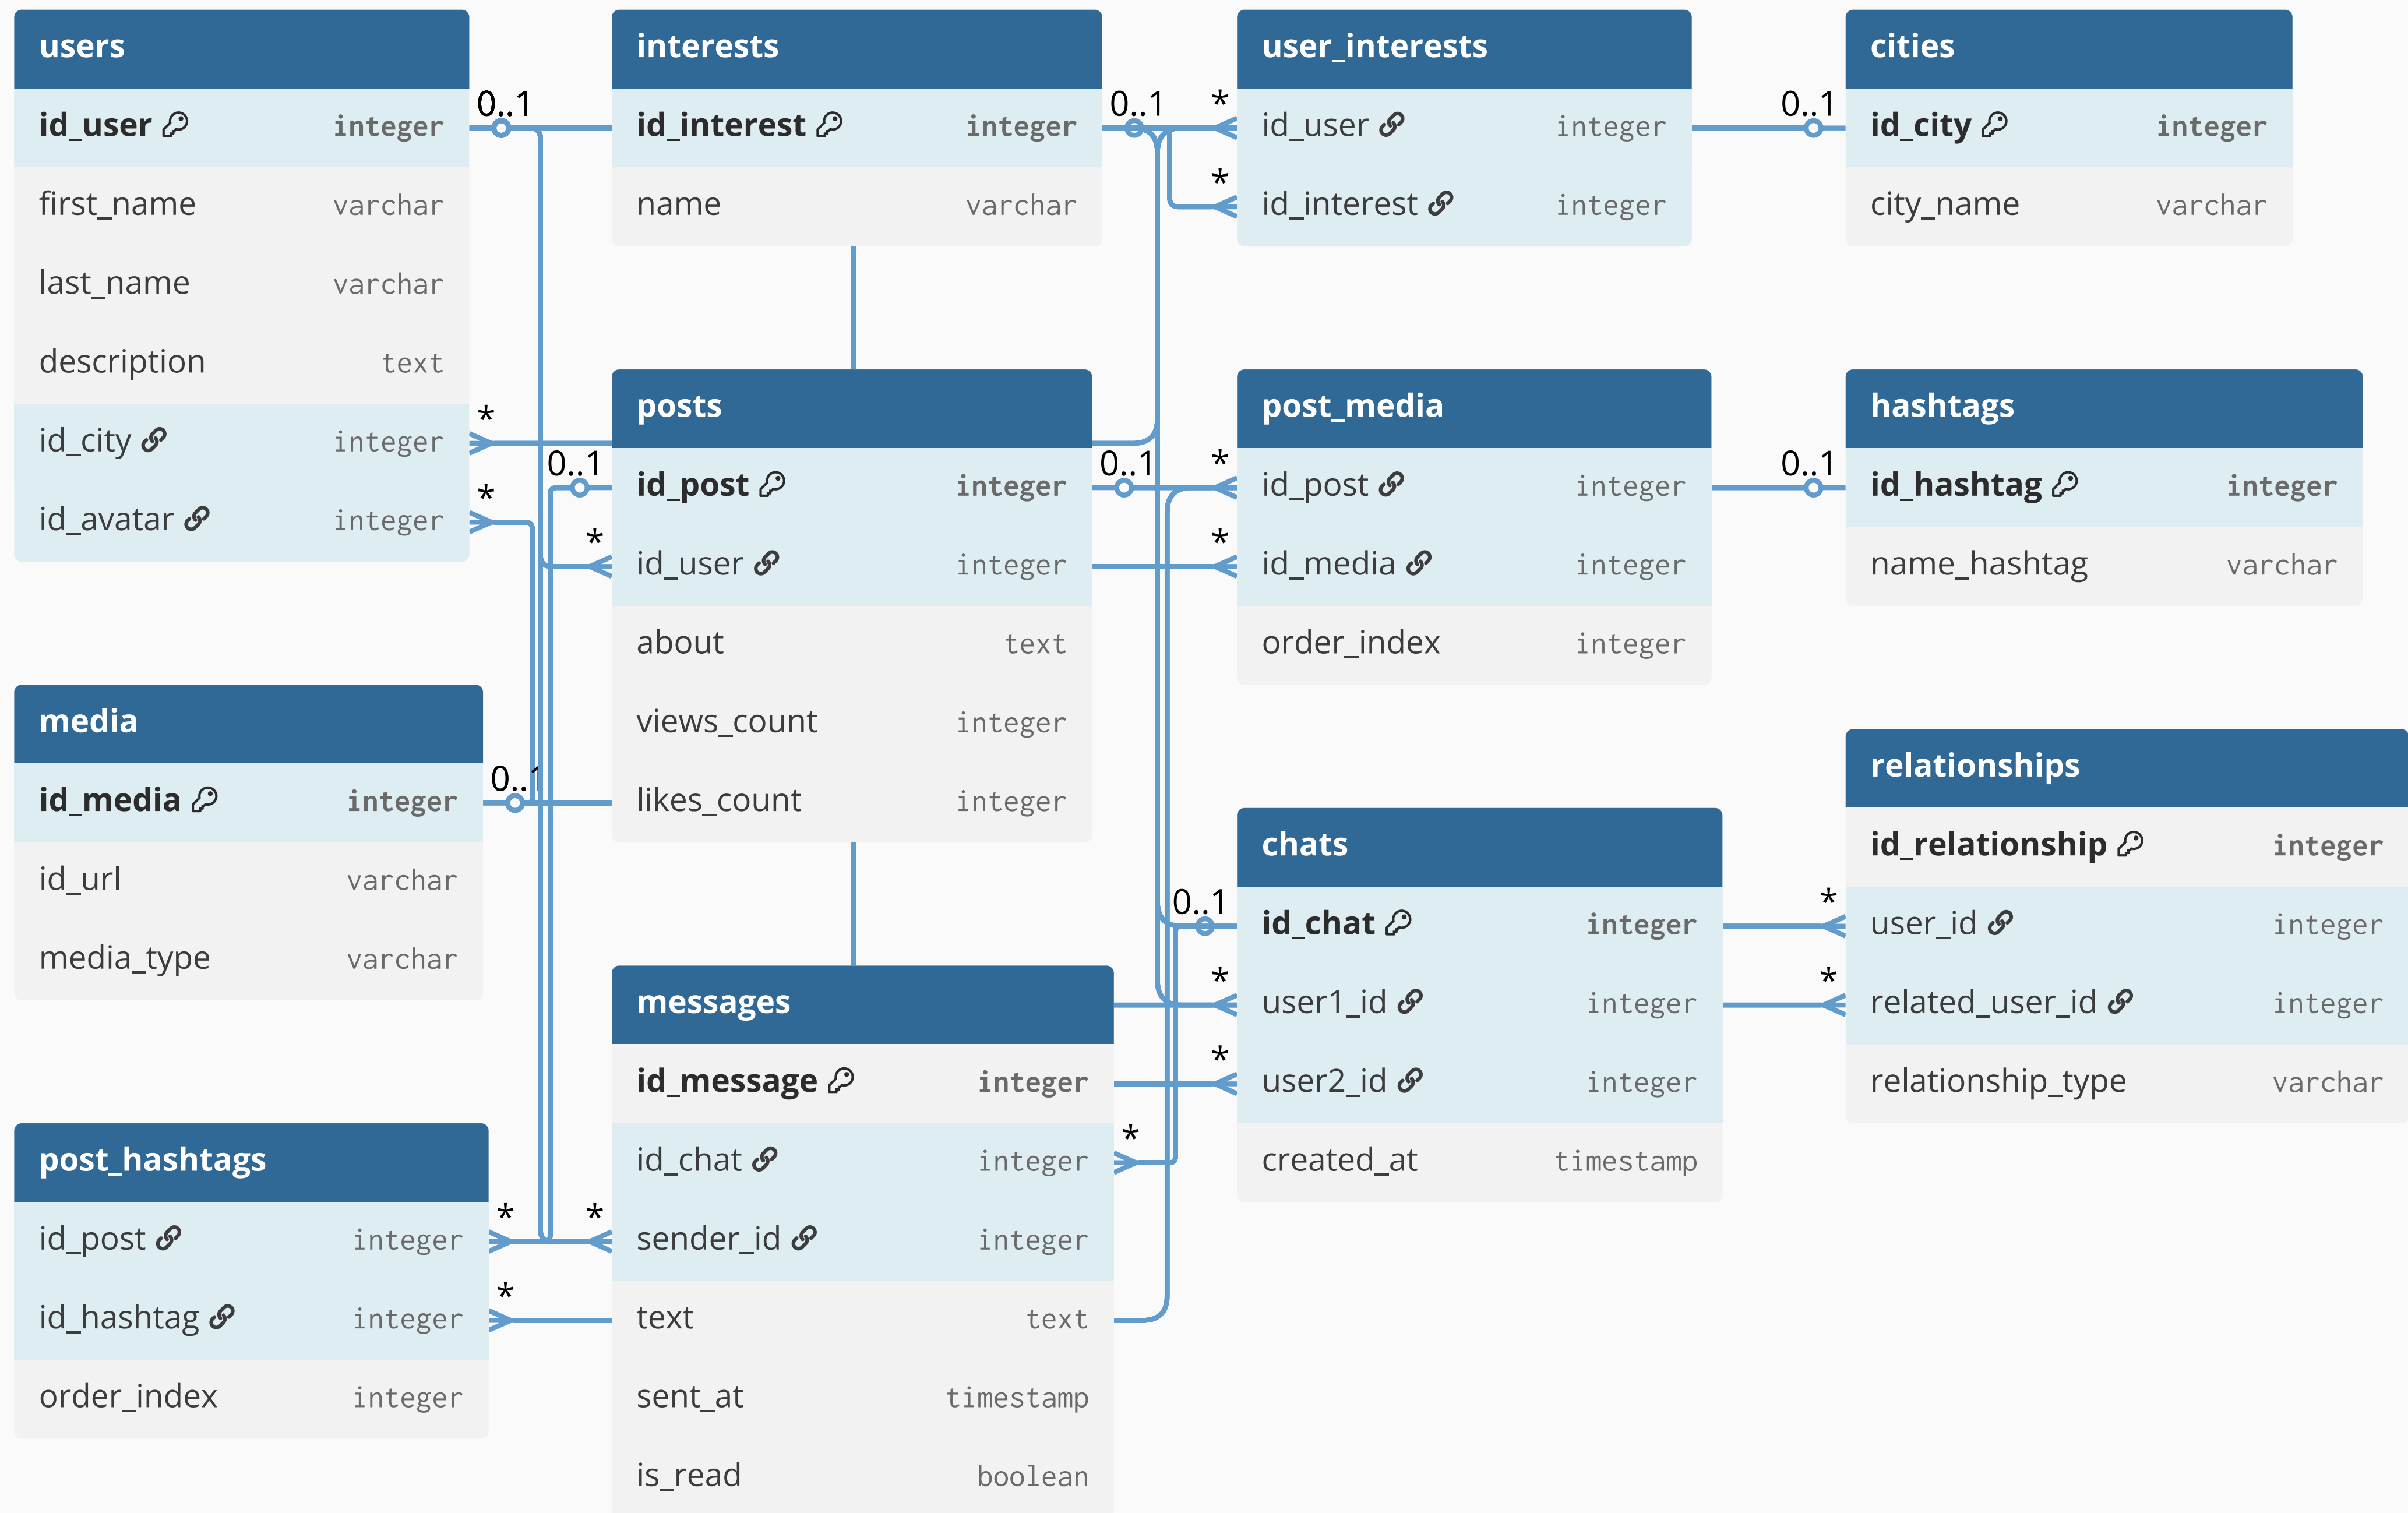 users
id_user integer
first_name varchar
last_name varchar
description text
id_city integer
id_avatar integer
0..1
*
*
interests
id_interest integer
name varchar
0..1
*
*
user_interests
id_user integer
id_interest integer
0..1
cities
id_city integer
city_name varchar
posts
id_post integer
id_user integer
about text
views_count integer
likes_count integer
0..1
*
0..1
*
*
post_media
id_post integer
id_media integer
order_index integer
0..1
hashtags
id_hashtag integer
name_hashtag varchar
media
id_media integer
id_url varchar
media_type varchar
0..1
relationships
id_relationship integer
user_id integer
related_user_id integer
relationship_type varchar
*
*
chats
id_chat integer
user1_id integer
user2_id integer
created_at timestamp
0..1
*
*
messages
id_message integer
id_chat integer
sender_id integer
text text
sent_at timestamp
is_read boolean
*
*
post_hashtags
id_post integer
id_hashtag integer
order_index integer
*
*